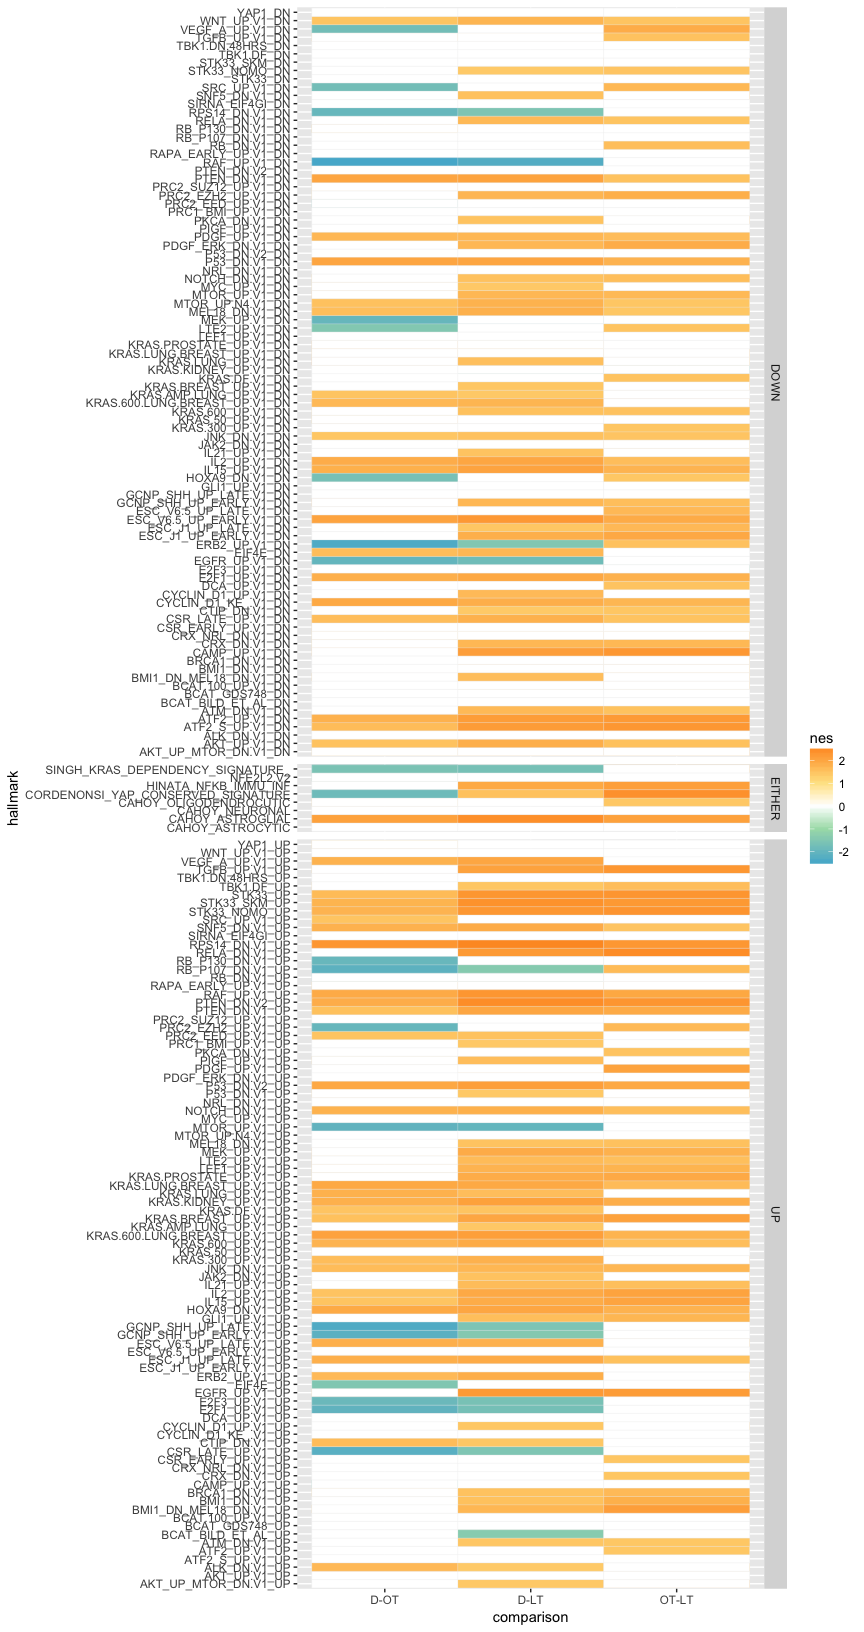 YAP1_DN
WNT_UP.V1_DN
VEGF_A_UP.V1_DN
TGFB_UP.V1_DN
TBK1.DN.48HRS_DN
TBK1.DF_DN
STK33_SKM_DN
STK33_NOMO_DN
STK33_DN
SRC_UP.V1_DN
SNF5_DN.V1_DN
SIRNA_EIF4GI_DN
RPS14_DN.V1_DN
RELA_DN.V1_DN
RB_P130_DN.V1_DN
RB_P107_DN.V1_DN
RB_DN.V1_DN
RAPA_EARLY_UP.V1_DN
RAF_UP.V1_DN
PTEN_DN.V2_DN
PTEN_DN.V1_DN
PRC2_SUZ12_UP.V1_DN
PRC2_EZH2_UP.V1_DN
PRC2_EED_UP.V1_DN
PRC1_BMI_UP.V1_DN
PKCA_DN.V1_DN
PIGF_UP.V1_DN
PDGF_UP.V1_DN
PDGF_ERK_DN.V1_DN
P53_DN.V2_DN
P53_DN.V1_DN
NRL_DN.V1_DN
NOTCH_DN.V1_DN
MYC_UP.V1_DN
MTOR_UP.V1_DN
MTOR_UP.N4.V1_DN
MEL18_DN.V1_DN
MEK_UP.V1_DN
LTE2_UP.V1_DN
LEF1_UP.V1_DN
KRAS.PROSTATE_UP.V1_DN
KRAS.LUNG.BREAST_UP.V1_DN
KRAS.LUNG_UP.V1_DN
KRAS.KIDNEY_UP.V1_DN
KRAS.DF.V1_DN
KRAS.BREAST_UP.V1_DN
KRAS.AMP.LUNG_UP.V1_DN
KRAS.600.LUNG.BREAST_UP.V1_DN
KRAS.600_UP.V1_DN
KRAS.50_UP.V1_DN
KRAS.300_UP.V1_DN
JNK_DN.V1_DN
JAK2_DN.V1_DN
IL21_UP.V1_DN
IL2_UP.V1_DN
IL15_UP.V1_DN
HOXA9_DN.V1_DN
GLI1_UP.V1_DN
GCNP_SHH_UP_LATE.V1_DN
GCNP_SHH_UP_EARLY.V1_DN
ESC_V6.5_UP_LATE.V1_DN
ESC_V6.5_UP_EARLY.V1_DN
ESC_J1_UP_LATE.V1_DN
ESC_J1_UP_EARLY.V1_DN
ERB2_UP.V1_DN
EIF4E_DN
EGFR_UP.V1_DN
E2F3_UP.V1_DN
E2F1_UP.V1_DN
DCA_UP.V1_DN
CYCLIN_D1_UP.V1_DN
CYCLIN_D1_KE_.V1_DN
CTIP_DN.V1_DN
CSR_LATE_UP.V1_DN
CSR_EARLY_UP.V1_DN
CRX_NRL_DN.V1_DN
CRX_DN.V1_DN
CAMP_UP.V1_DN
BRCA1_DN.V1_DN
BMI1_DN.V1_DN
BMI1_DN_MEL18_DN.V1_DN
BCAT.100_UP.V1_DN
BCAT_GDS748_DN
BCAT_BILD_ET_AL_DN
ATM_DN.V1_DN
ATF2_UP.V1_DN
ATF2_S_UP.V1_DN
ALK_DN.V1_DN
AKT_UP.V1_DN
AKT_UP_MTOR_DN.V1_DN
DOWN
SINGH_KRAS_DEPENDENCY_SIGNATURE_
NFE2L2.V2
HINATA_NFKB_IMMU_INF
CORDENONSI_YAP_CONSERVED_SIGNATURE
CAHOY_OLIGODENDROCUTIC
CAHOY_NEURONAL
CAHOY_ASTROGLIAL
CAHOY_ASTROCYTIC
EITHER
YAP1_UP
WNT_UP.V1_UP
VEGF_A_UP.V1_UP
TGFB_UP.V1_UP
TBK1.DN.48HRS_UP
TBK1.DF_UP
STK33_UP
STK33_SKM_UP
STK33_NOMO_UP
SRC_UP.V1_UP
SNF5_DN.V1_UP
SIRNA_EIF4GI_UP
RPS14_DN.V1_UP
RELA_DN.V1_UP
RB_P130_DN.V1_UP
RB_P107_DN.V1_UP
RB_DN.V1_UP
RAPA_EARLY_UP.V1_UP
RAF_UP.V1_UP
PTEN_DN.V2_UP
PTEN_DN.V1_UP
PRC2_SUZ12_UP.V1_UP
PRC2_EZH2_UP.V1_UP
PRC2_EED_UP.V1_UP
PRC1_BMI_UP.V1_UP
PKCA_DN.V1_UP
PIGF_UP.V1_UP
PDGF_UP.V1_UP
PDGF_ERK_DN.V1_UP
P53_DN.V2_UP
P53_DN.V1_UP
NRL_DN.V1_UP
NOTCH_DN.V1_UP
MYC_UP.V1_UP
MTOR_UP.V1_UP
MTOR_UP.N4.V1_UP
MEL18_DN.V1_UP
MEK_UP.V1_UP
LTE2_UP.V1_UP
LEF1_UP.V1_UP
KRAS.PROSTATE_UP.V1_UP
KRAS.LUNG.BREAST_UP.V1_UP
KRAS.LUNG_UP.V1_UP
KRAS.KIDNEY_UP.V1_UP
KRAS.DF.V1_UP
KRAS.BREAST_UP.V1_UP
KRAS.AMP.LUNG_UP.V1_UP
KRAS.600.LUNG.BREAST_UP.V1_UP
KRAS.600_UP.V1_UP
KRAS.50_UP.V1_UP
KRAS.300_UP.V1_UP
JNK_DN.V1_UP
JAK2_DN.V1_UP
IL21_UP.V1_UP
IL2_UP.V1_UP
IL15_UP.V1_UP
HOXA9_DN.V1_UP
GLI1_UP.V1_UP
GCNP_SHH_UP_LATE.V1_UP
GCNP_SHH_UP_EARLY.V1_UP
ESC_V6.5_UP_LATE.V1_UP
ESC_V6.5_UP_EARLY.V1_UP
ESC_J1_UP_LATE.V1_UP
ESC_J1_UP_EARLY.V1_UP
ERB2_UP.V1_UP
EIF4E_UP
EGFR_UP.V1_UP
E2F3_UP.V1_UP
E2F1_UP.V1_UP
DCA_UP.V1_UP
CYCLIN_D1_UP.V1_UP
CYCLIN_D1_KE_.V1_UP
CTIP_DN.V1_UP
CSR_LATE_UP.V1_UP
CSR_EARLY_UP.V1_UP
CRX_NRL_DN.V1_UP
CRX_DN.V1_UP
CAMP_UP.V1_UP
BRCA1_DN.V1_UP
BMI1_DN.V1_UP
BMI1_DN_MEL18_DN.V1_UP
BCAT.100_UP.V1_UP
BCAT_GDS748_UP
BCAT_BILD_ET_AL_UP
ATM_DN.V1_UP
ATF2_UP.V1_UP
ATF2_S_UP.V1_UP
ALK_DN.V1_UP
AKT_UP.V1_UP
AKT_UP_MTOR_DN.V1_UP
UP
D-OT
D-LT
OT-LT
comparison
hallmark
nes
2
1
0
-1
-2